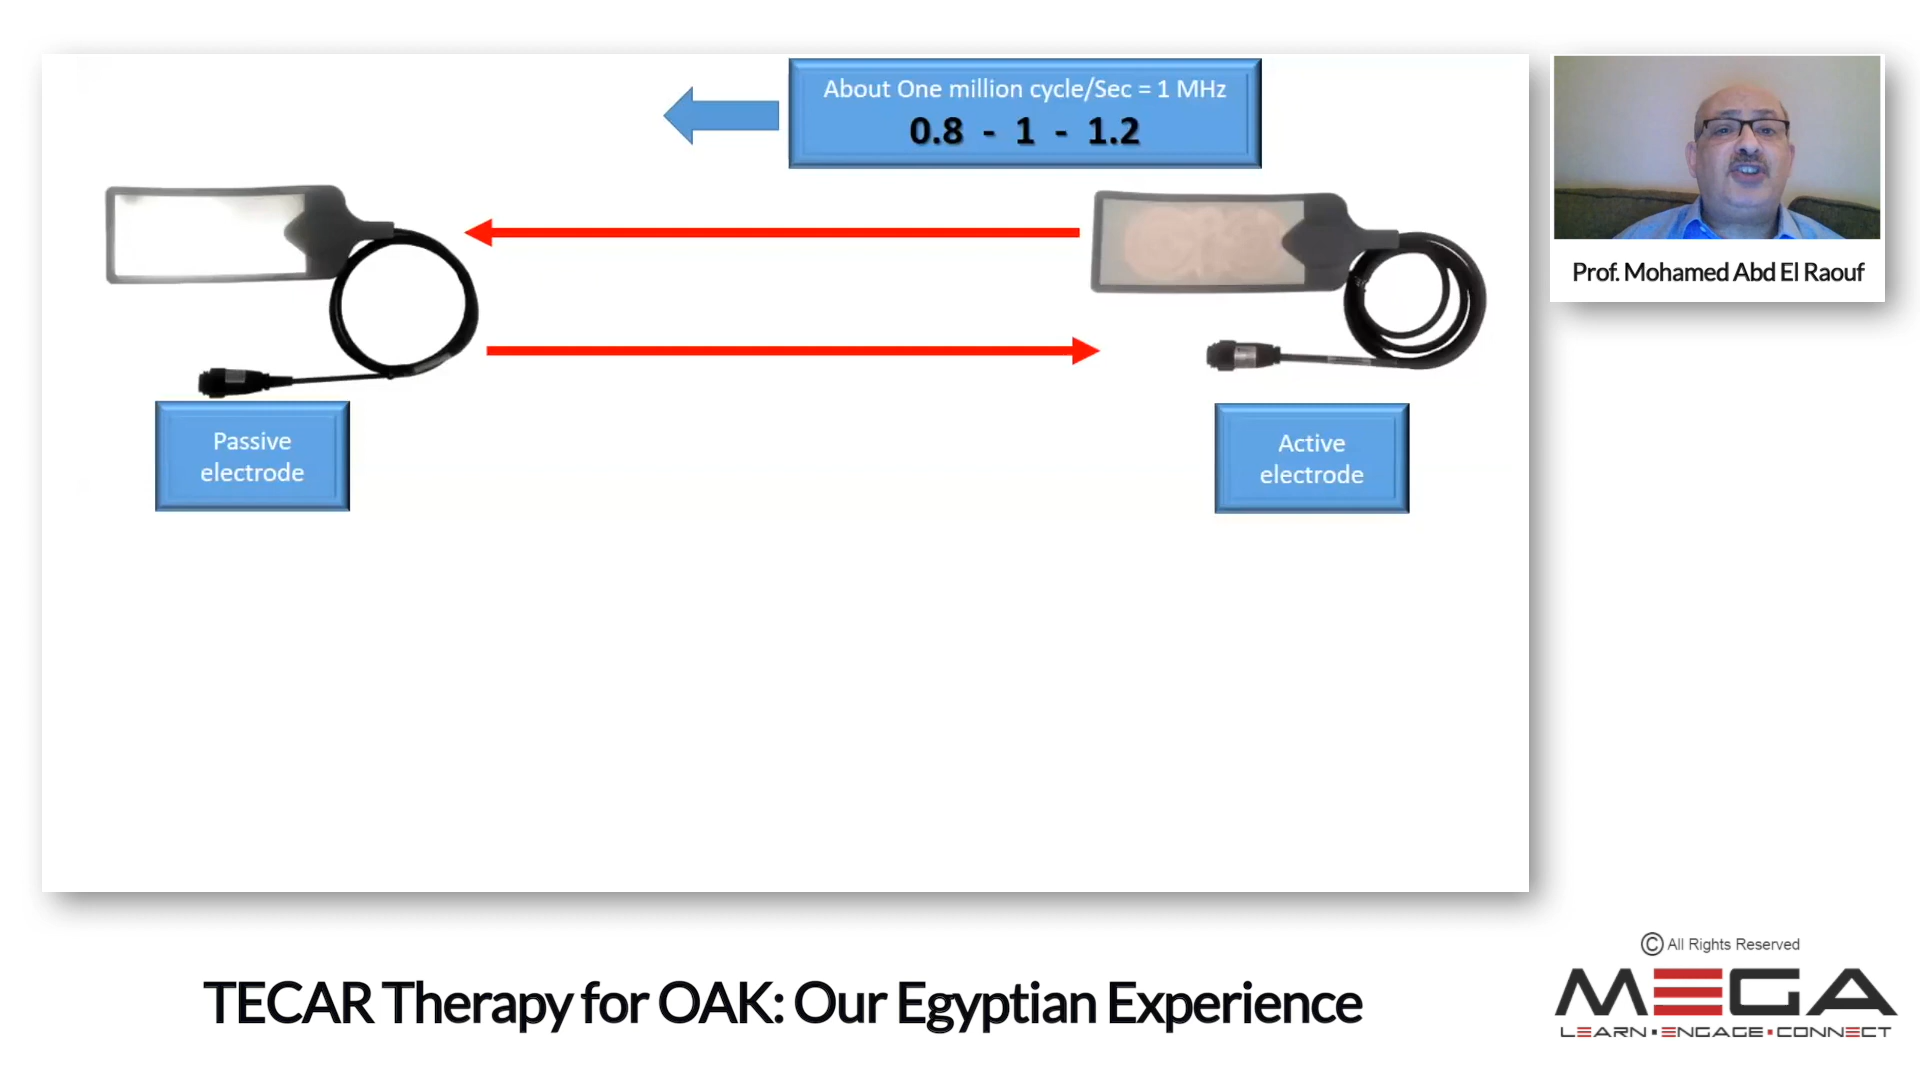 About One million cycle/Sec = 1 MHz
0.8 - 1 - 1.2
Prof. Mohamed Abd El Raouf
Passive
electrode
Active
electrode
© All Rights Reserved
MEGA
LEARN▪ENGAGE▪CONNECT
TECAR Therapy for OAK: Our Egyptian Experience